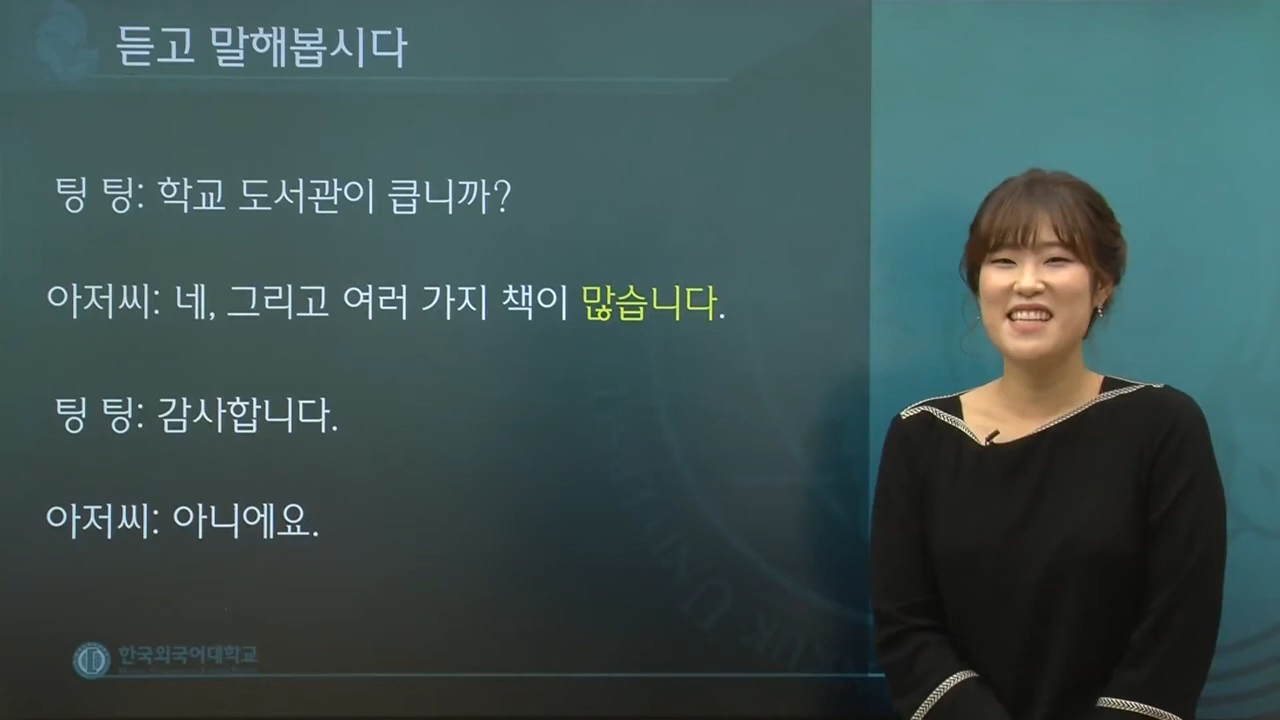 듣고 말해봅시다
팅 팅: 학교 도서관이 큽니까?
아저씨: 네, 그리고 여러 가지 책이 많습니다.
팅 팅: 감사합니다.
아저씨: 아니에요.
한국외국어대학교